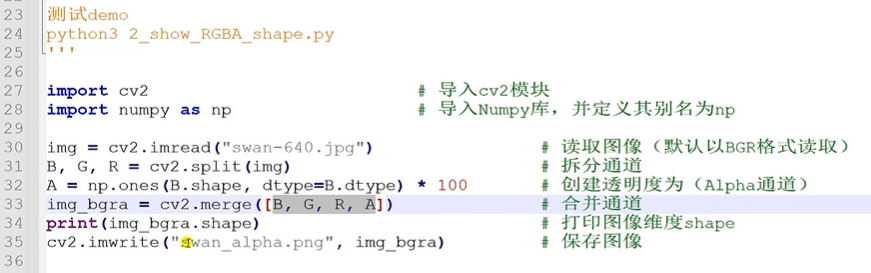 23 测试demo
24 python3 2_show_RGBA_shape.py
25 '''
26
27 import cv2 # 导入cv2模块
28 import numpy as np # 导入Numpy库，并定义其别名为np
29
30 img = cv2.imread("swan-640.jpg") # 读取图像（默认以BGR格式读取）
31 B, G, R = cv2.split(img) # 拆分通道
32 A = np.ones(B.shape, dtype=B.dtype) * 100 # 创建透明度为（Alpha通道）
33 img_bgra = cv2.merge([B, G, R, A]) # 合并通道
34 print(img_bgra.shape) # 打印图像维度shape
35 cv2.imwrite("swan_alpha.png", img_bgra) # 保存图像
36